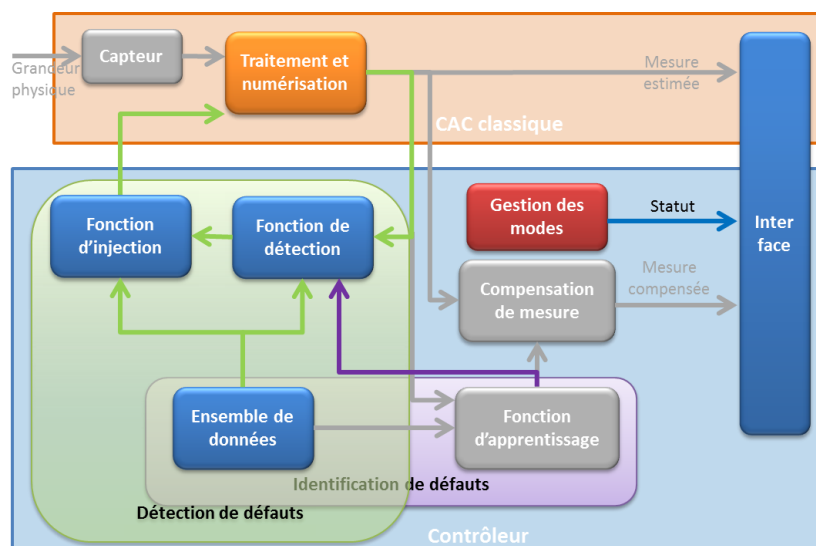 Capteur
Traitement et
numérisation
Grandeur
physique
Mesure
estimée
CAC classique
Fonction
d'injection
Fonction de
détection
Gestion des
modes
Statut
Inter
face
Compensation
de mesure
Mesure
compensée
Ensemble de
données
Fonction
d'apprentissage
Identification de défauts
Détection de défauts
Contrôleur